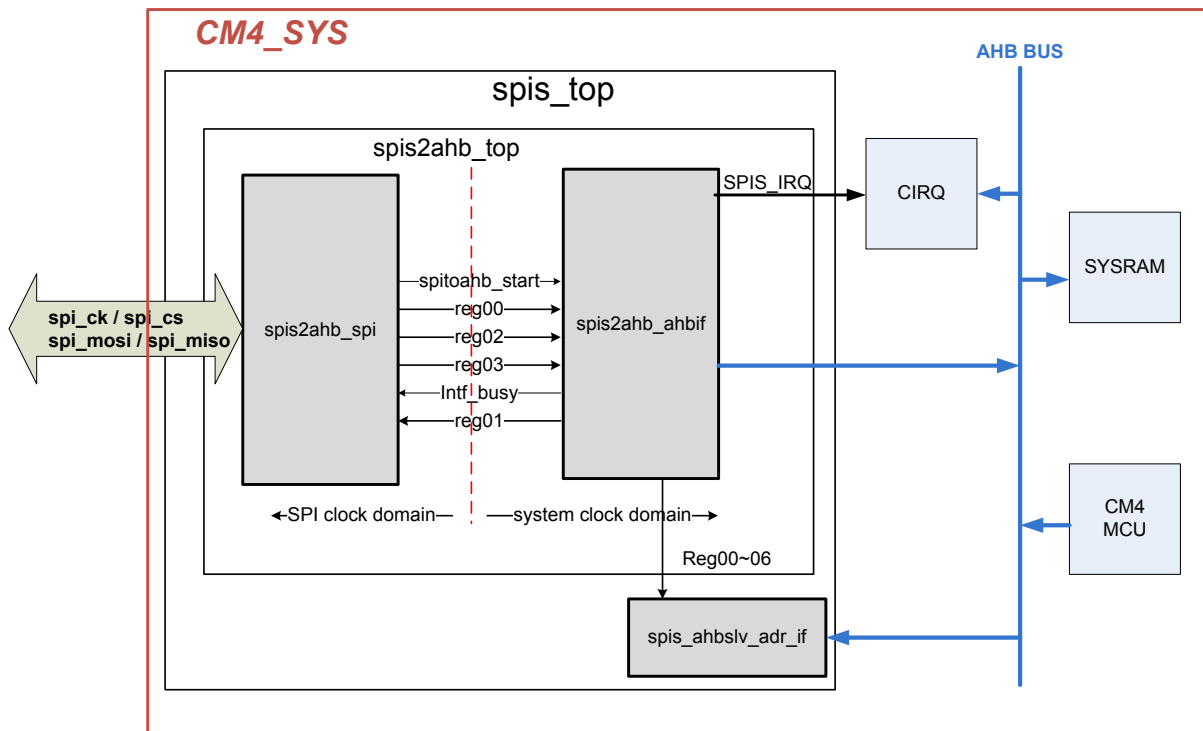 CM4_SYS
AHB BUS
spis_top
spis2ahb_top
SPIS_IRQ
CIRQ
SYSRAM
spitoahb_start
reg00
reg02
reg03
Intf_busy
reg01
spis2ahb_spi
spis2ahb_ahbif
spi_ck / spi_cs
spi_mosi / spi_miso
SPI clock domain
system clock domain
CM4
MCU
Reg00~06
spis_ahbslv_adr_if